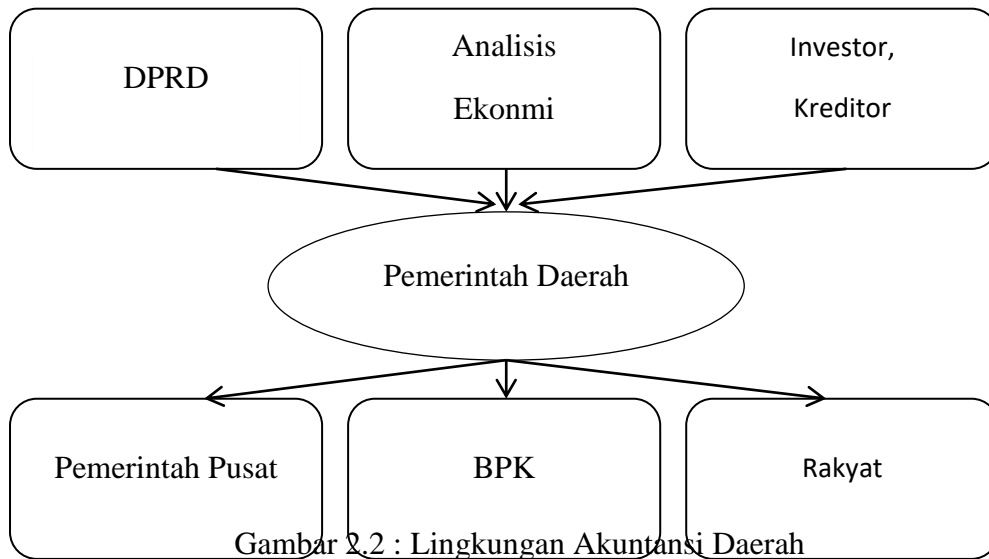 DPRD
Analisis
Ekonmi
Investor,
Kreditor
Pemerintah Daerah
Pemerintah Pusat
BPK
Rakyat
Gambar 2.2 : Lingkungan Akuntansi Daerah